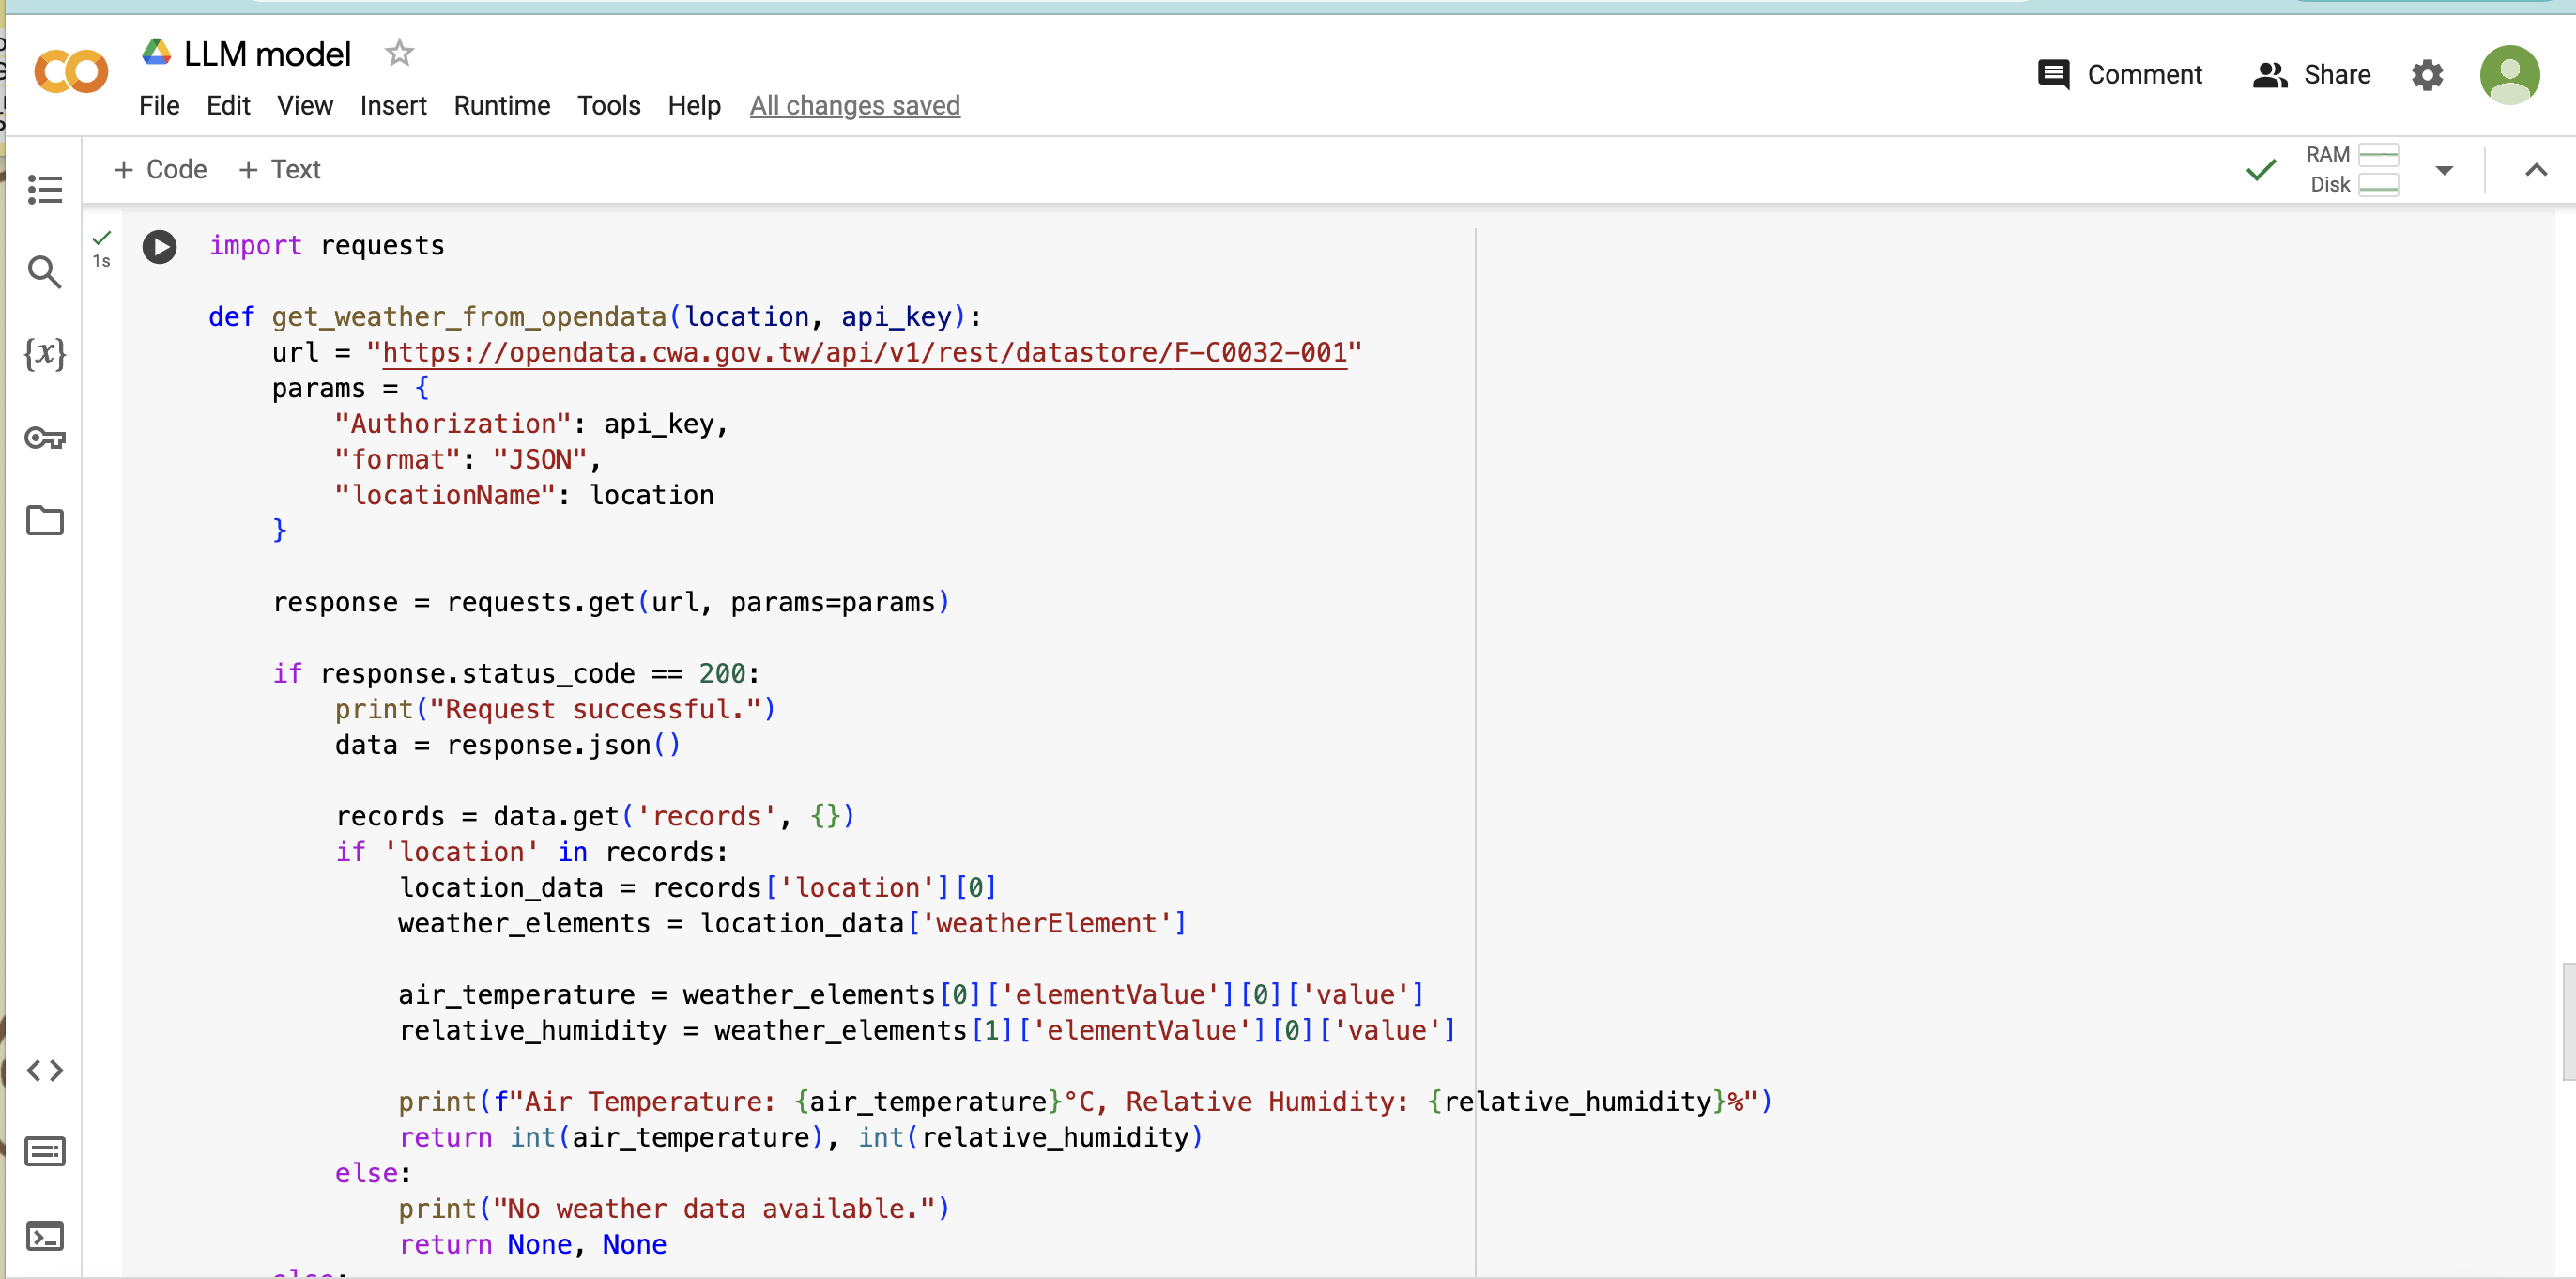 LLM model
Comment
Share
File Edit View Insert Runtime Tools Help All changes saved
+ Code + Text
RAM
Disk
1s
import requests
def get_weather_from_opendata(location, api_key):
url = "https://opendata.cwa.gov.tw/api/v1/rest/datastore/F-C0032-001"
params = {
"Authorization": api_key,
"format": "JSON",
"locationName": location
}
response = requests.get(url, params=params)
if response.status_code == 200:
print("Request successful.")
data = response.json()
records = data.get('records', {})
if 'location' in records:
location_data = records['location'][0]
weather_elements = location_data['weatherElement']
air_temperature = weather_elements[0]['elementValue'][0]['value']
relative_humidity = weather_elements[1]['elementValue'][0]['value']
print(f"Air Temperature: {air_temperature}°C, Relative Humidity: {relative_humidity}%")
return int(air_temperature), int(relative_humidity)
else:
print("No weather data available.")
return None, None
else: